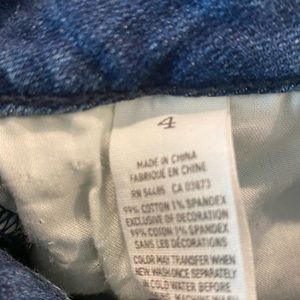 4
MADE IN CHINA
FABRIQUÉ EN CHINE
RN 54485 CA 03873
99% COTTON 1% SPANDEX
EXCLUSIVE OF DECORATION
99% COTON 1% SPANDEX
SANS LES DÉCORATIONS
COLOR MAY TRANSFER WHEN
NEW. WASH ONCE SEPARATELY
IN COLD WATER BEFORE